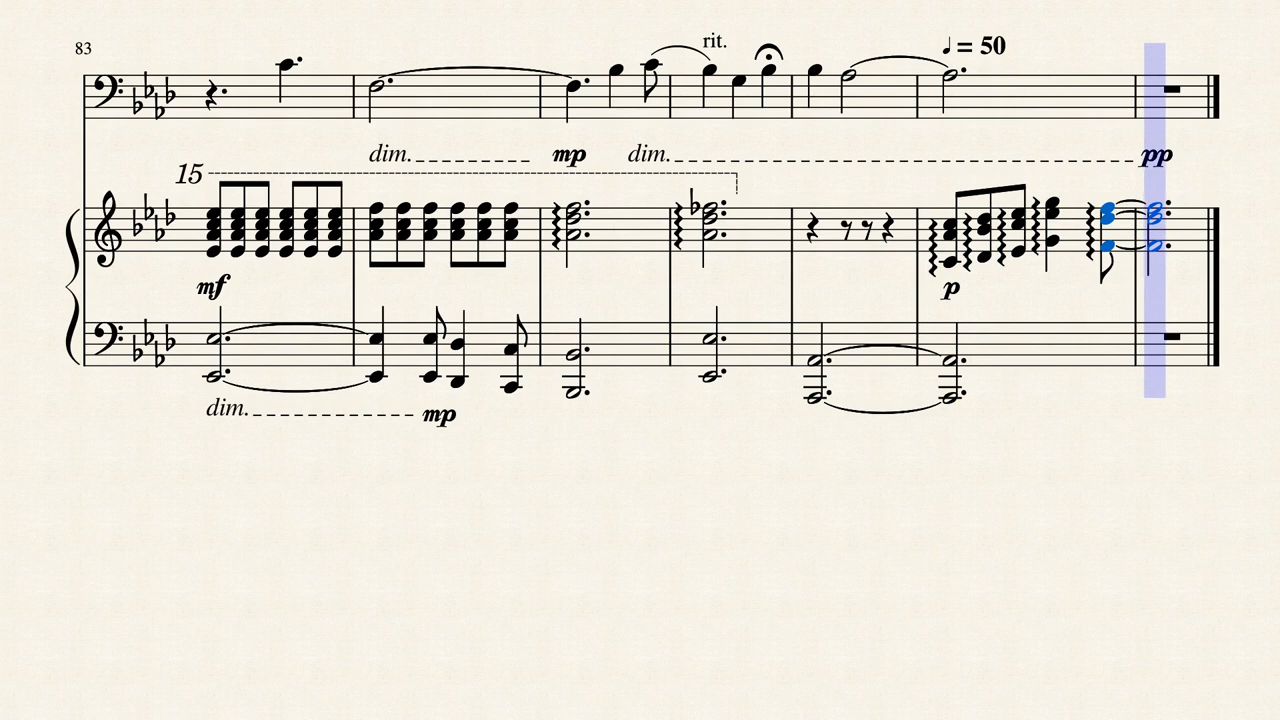 83
rit.
♩ = 50
dim.
mp
dim.
pp
15
mf
p
dim.
mp